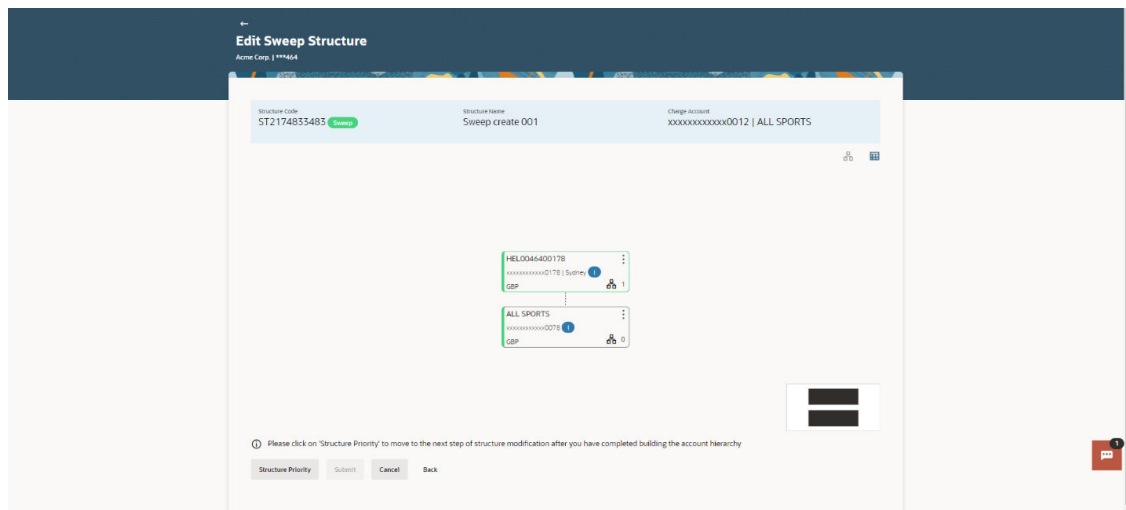 ←
Edit Sweep Structure
Acme Corp. | ***464
Structure Code
Structure Name
Charge Account
ST2174833483 Sweep
Sweep create 001
xxxxxxxxxxxx0012 | ALL SPORTS
HEL0046400178
xxxxxxxxxxxx0178 | Sydney i
GBP 1
ALL SPORTS
xxxxxxxxxxxx0078 i
GBP 0
Please click on 'Structure Priority' to move to the next step of structure modification after you have completed building the account hierarchy
1
Structure Priority Submit Cancel Back